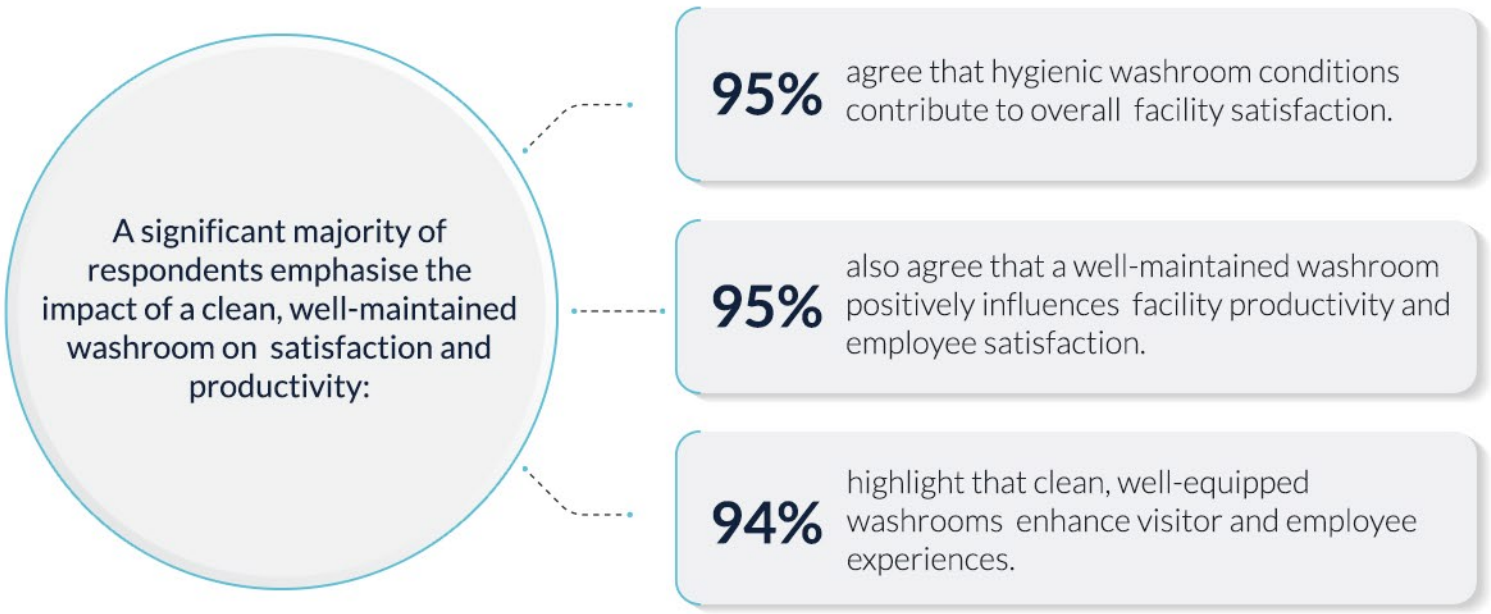 A significant majority of
respondents emphasise the
impact of a clean, well-maintained
washroom on satisfaction and
productivity:
95%
agree that hygienic washroom conditions
contribute to overall facility satisfaction.
95%
also agree that a well-maintained washroom
positively influences facility productivity and
employee satisfaction.
94%
highlight that clean, well-equipped
washrooms enhance visitor and employee
experiences.